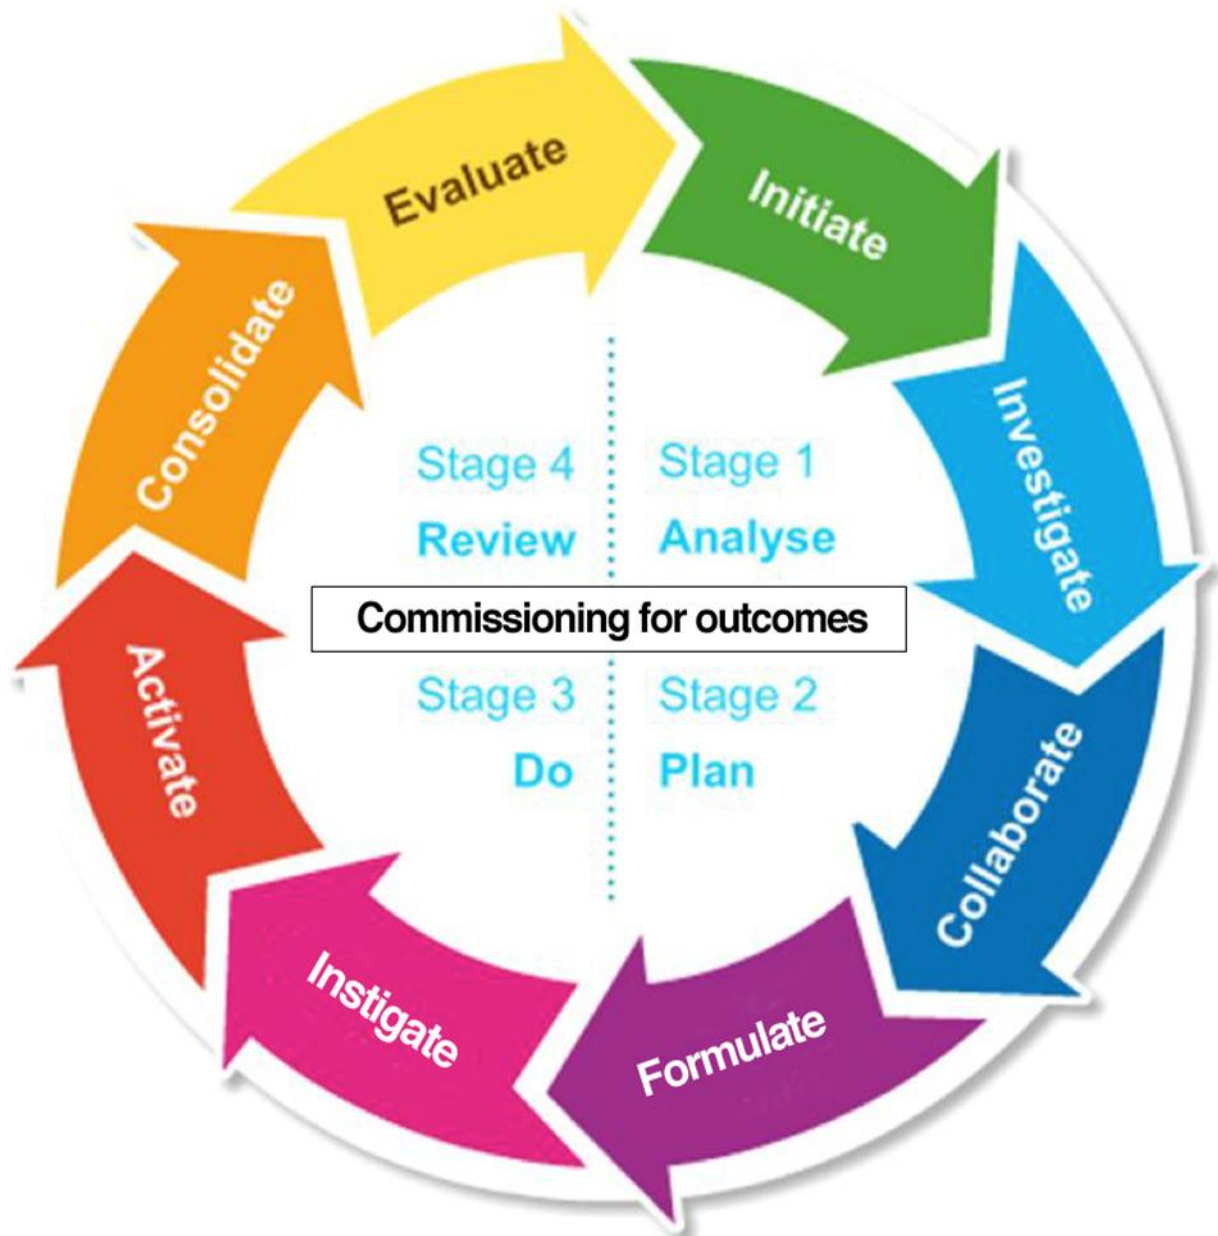 Evaluate
Initiate
Investigate
Collaborate
Formulate
Instigate
Activate
Consolidate
Stage 4
Review
Stage 1
Analyse
Commissioning for outcomes
Stage 3
Do
Stage 2
Plan